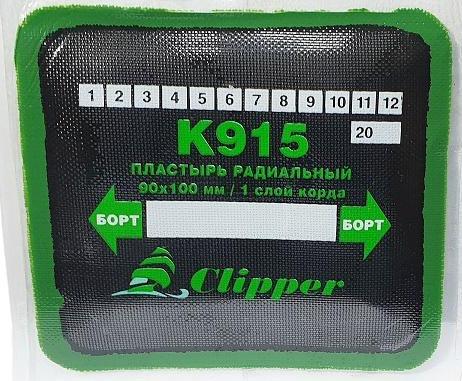 1 2 3 4 5 6 7 8 9 10 11 12
20
K915
ПЛАСТЫРЬ РАДИАЛЬНЫЙ
90x100 мм / 1 слой корда
БОРТ БОРТ
Clipper